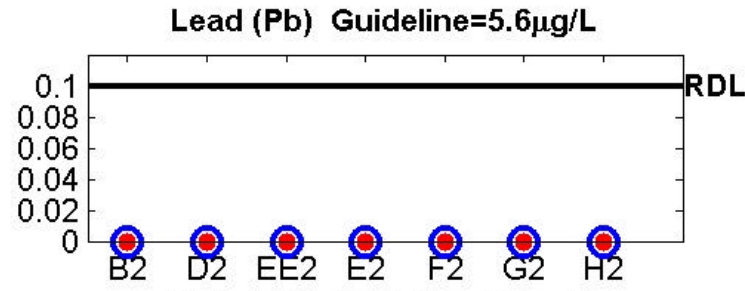 Lead (Pb) Guideline=5.6µg/L
0.1
RDL
0.08
0.06
0.04
0.02
0
B2 D2 EE2 E2 F2 G2 H2